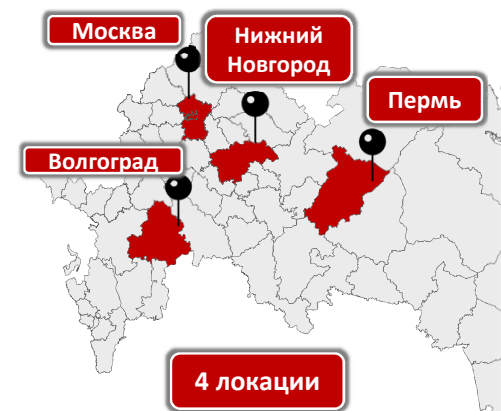 Москва
Нижний
Новгород
Пермь
Волгоград
4 локации